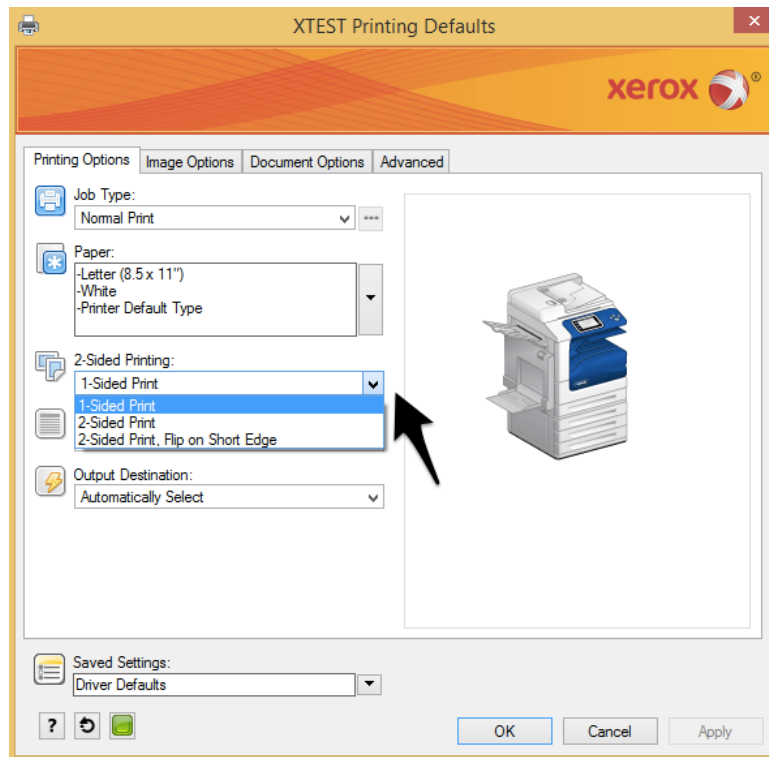 XTEST Printing Defaults
xerox ®
Printing Options
Image Options
Document Options
Advanced
Job Type:
Normal Print
Paper:
-Letter (8.5 x 11")
-White
-Printer Default Type
2-Sided Printing:
1-Sided Print
1-Sided Print
2-Sided Print
2-Sided Print, Flip on Short Edge
Output Destination:
Automatically Select
Saved Settings:
Driver Defaults
?
OK
Cancel
Apply